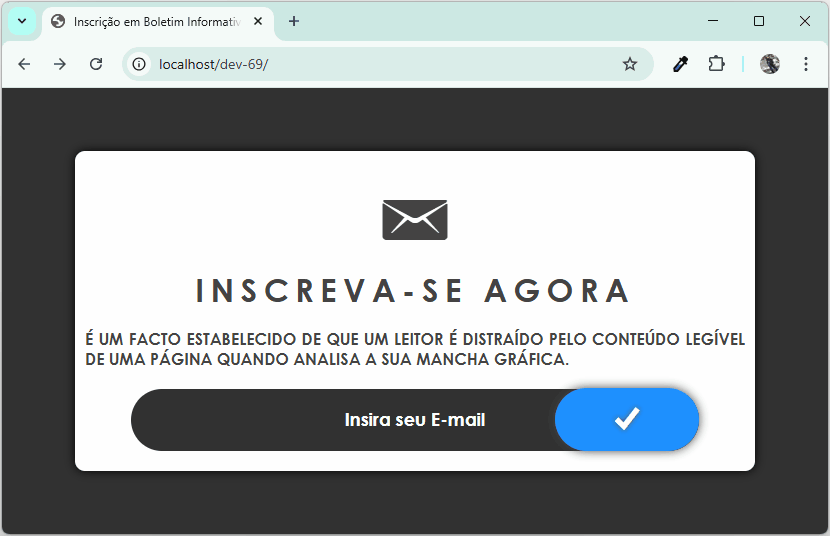 Inscrição em Boletim Informativ
localhost/dev-69/
INSCREVA-SE AGORA
É UM FACTO ESTABELECIDO DE QUE UM LEITOR É DISTRAÍDO PELO CONTEÚDO LEGÍVEL
DE UMA PÁGINA QUANDO ANALISA A SUA MANCHA GRÁFICA.
Insira seu E-mail